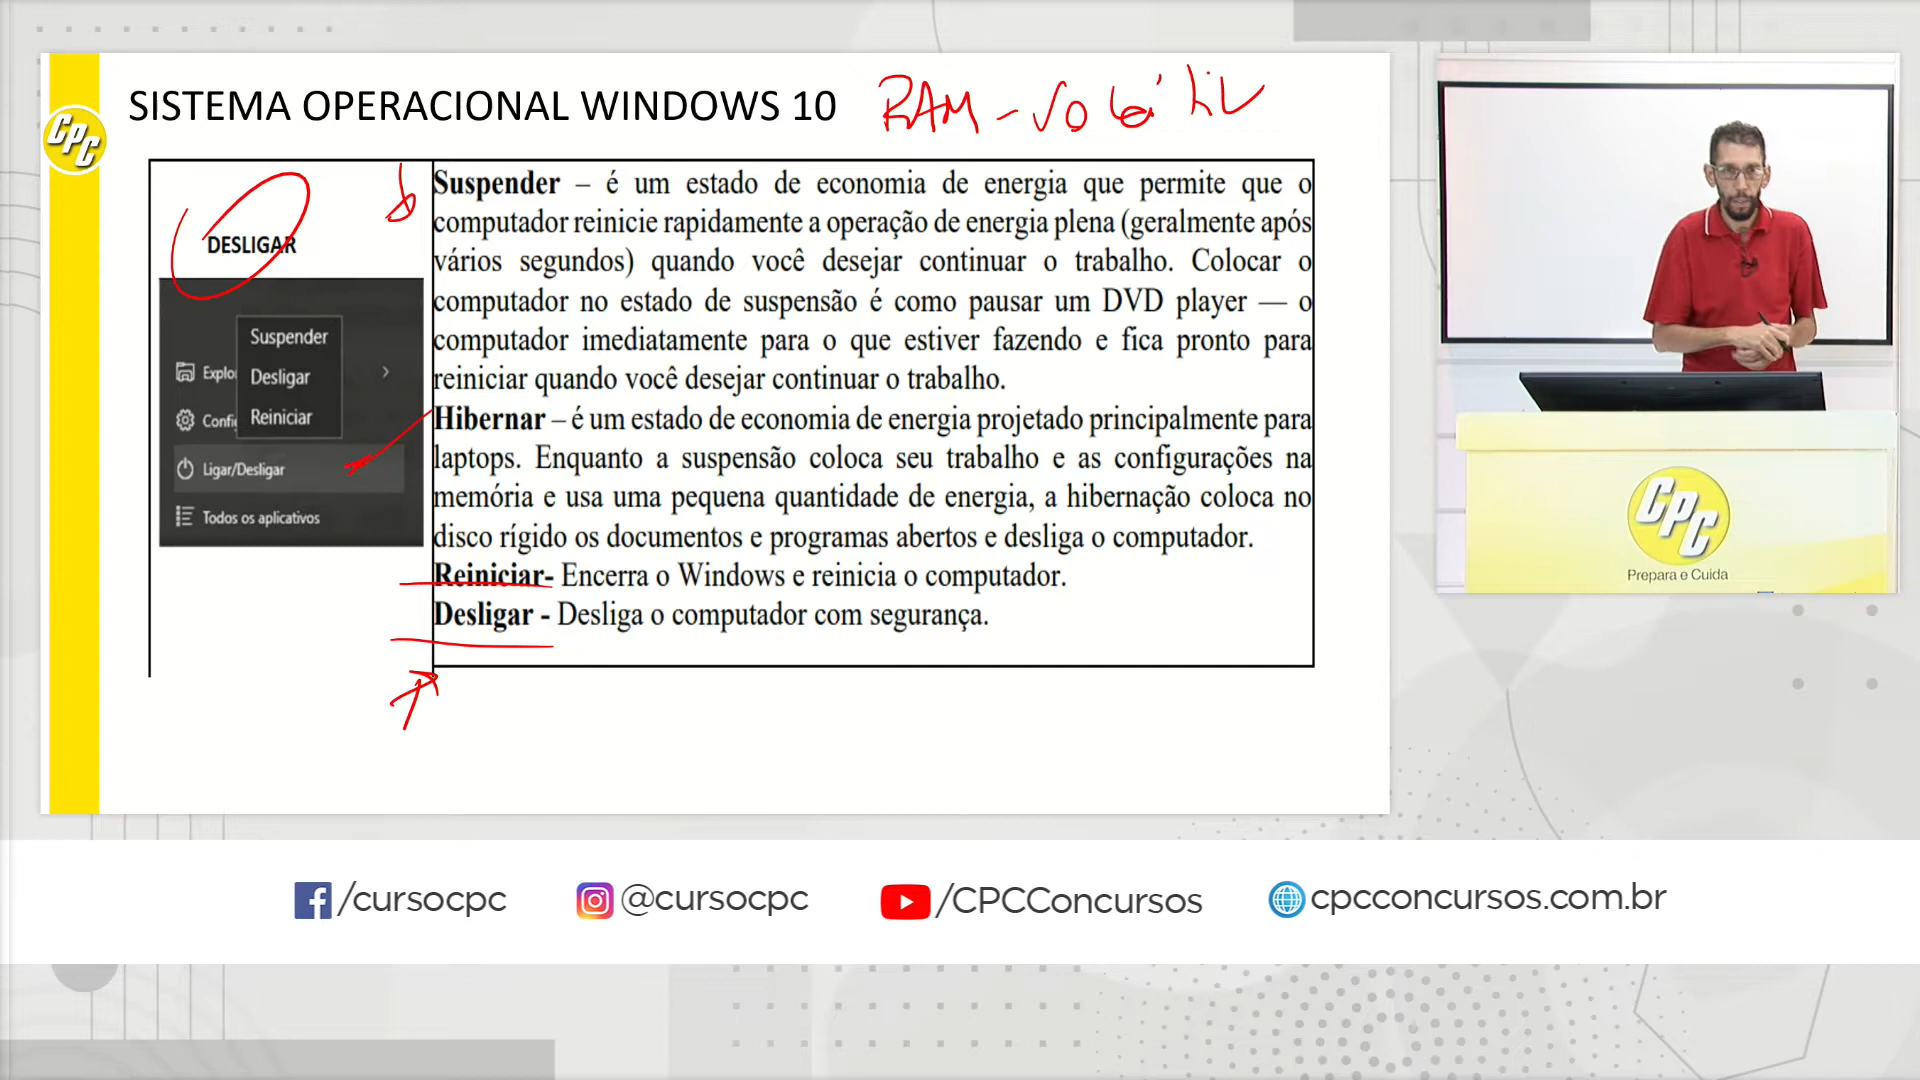 SISTEMA OPERACIONAL WINDOWS 10
RAM - Volátil
CPC
DESLIGAR
Suspender
Explo
Desligar
Confi
Reiniciar
Ligar/Desligar
Todos os aplicativos
Suspender – é um estado de economia de energia que permite que o
computador reinicie rapidamente a operação de energia plena (geralmente após
vários segundos) quando você desejar continuar o trabalho. Colocar o
computador no estado de suspensão é como pausar um DVD player — o
computador imediatamente para o que estiver fazendo e fica pronto para
reiniciar quando você desejar continuar o trabalho.
Hibernar – é um estado de economia de energia projetado principalmente para
laptops. Enquanto a suspensão coloca seu trabalho e as configurações na
memória e usa uma pequena quantidade de energia, a hibernação coloca no
disco rígido os documentos e programas abertos e desliga o computador.
Reiniciar- Encerra o Windows e reinicia o computador.
Desligar - Desliga o computador com segurança.
CPC
Prepara e Cuida
/cursocpc
@cursocpc
/CPCConcursos
cpcconcursos.com.br